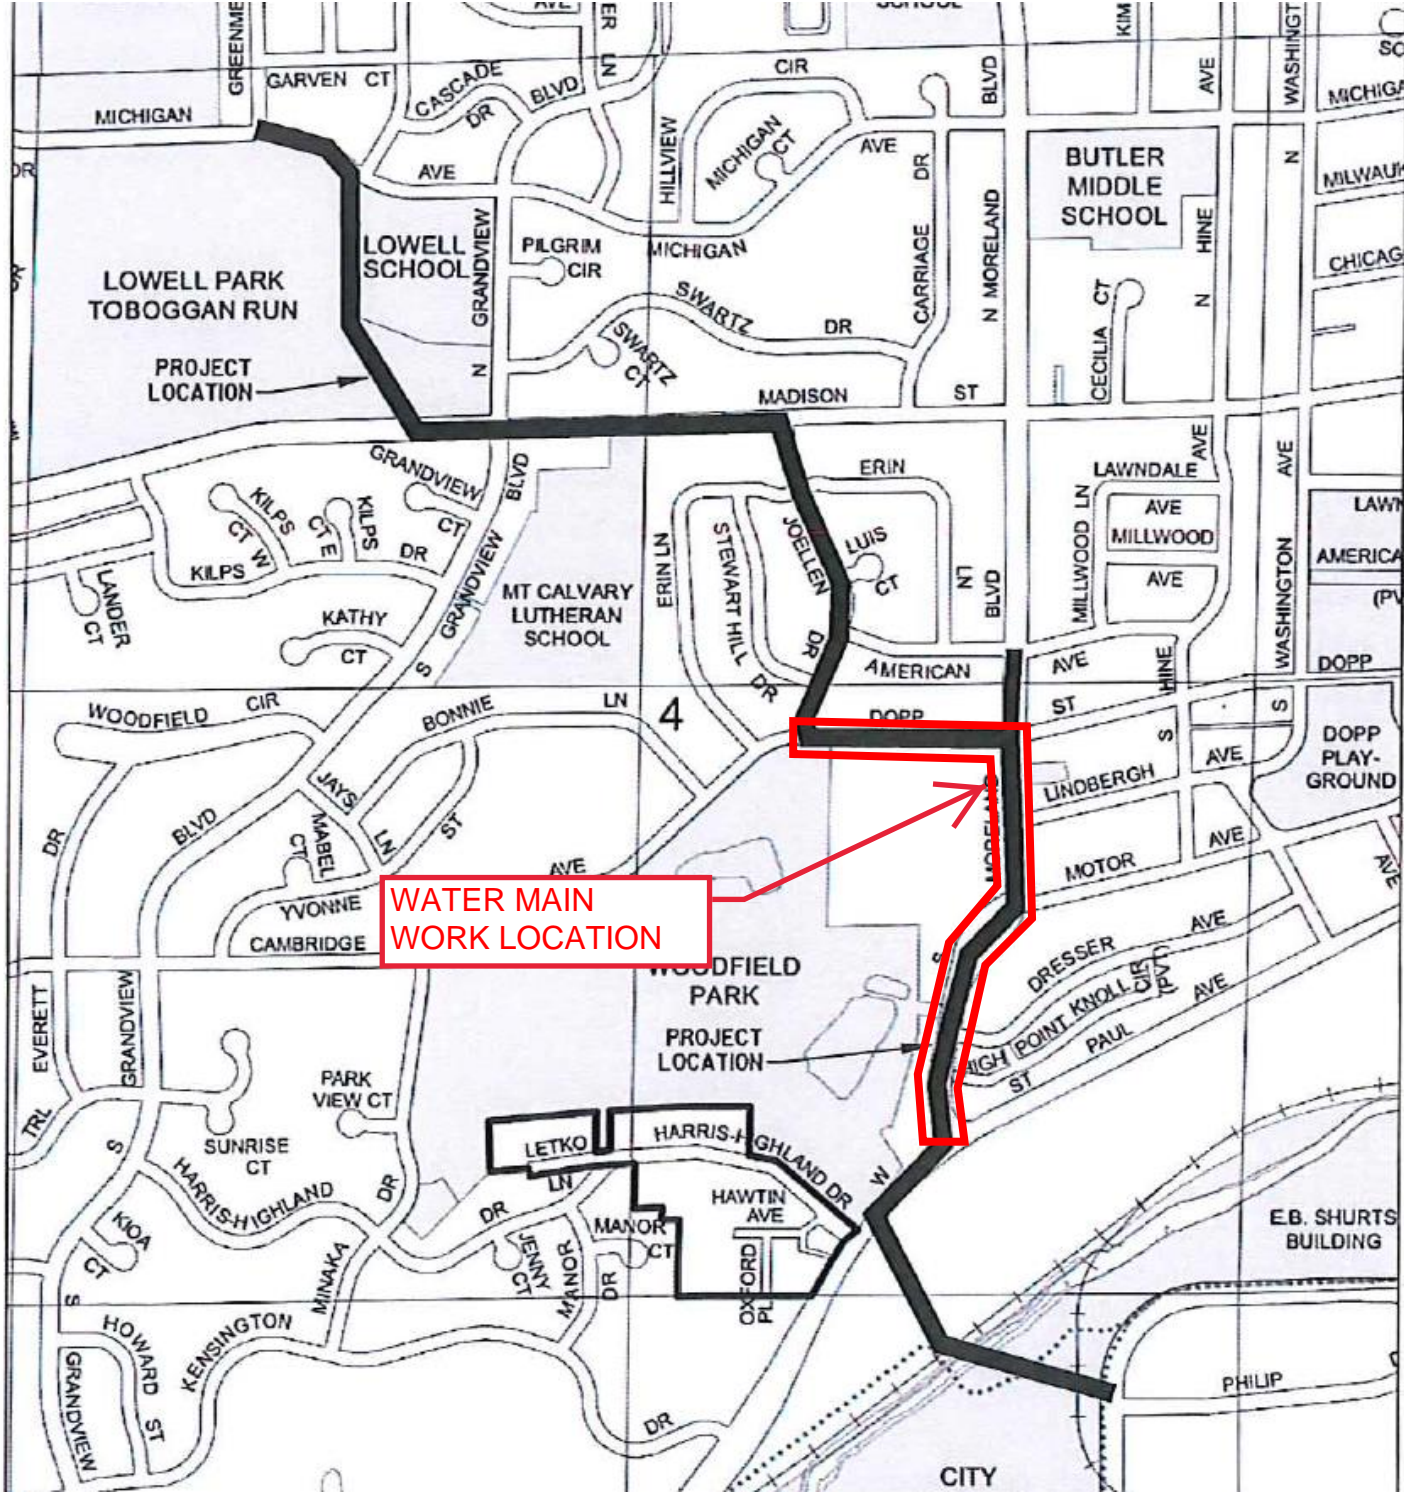 AVE
ER
LN
SCHOOL
KIM
GREENME
GARVEN CT
CASCADE
DR
BLVD
CIR
BLVD
AVE
WASHINGT
N
SC
MICHIGA
MICHIGAN
DR
AVE
HILLVIEW
MICHIGAN
CT
AVE
DR
BUTLER
MIDDLE
SCHOOL
MILWAUK
LOWELL
SCHOOL
GRANDVIEW
N
PILGRIM
CIR
MICHIGAN
CARRIAGE
N MORELAND
HINE
N
CHICAG
LOWELL PARK
TOBOGGAN RUN
SWARTZ
DR
SWARTZ
CT
CECILIA CT
PROJECT
LOCATION
MADISON
ST
GRANDVIEW
CT
BLVD
ERIN
LAWNDALE
AVE
AVE
AVE
LAWN
KILPS
CT W
KILPS
CT E
KILPS
DR
JOELLEN
DR
LUIS
CT
LN
BLVD
MILLWOOD LN
MILLWOOD
AVE
WASHINGTON
S
AMERICA
(PV
LANDER
CT
GRANDVIEW
S
MT CALVARY
LUTHERAN
SCHOOL
ERIN LN
STEWART HILL
DR
KATHY
CT
AMERICAN
AVE
HINE
S
DOPP
WOODFIELD
CIR
BONNIE
LN
4
DOPP
ST
DOPP
PLAY-
GROUND
JAYS
LN
MABEL
CT
ST
BLVD
DR
MORELAND
S
LINDBERGH
AVE
MOTOR
AVE
AVE
YVONNE
AVE
CAMBRIDGE
WATER MAIN
WORK LOCATION
WOODFIELD
PARK
DRESSER
AVE
HIGH POINT KNOLL CIR
(PVT)
ST
PAUL
AVE
PROJECT
LOCATION
EVERETT
TRL
GRANDVIEW
S
PARK
VIEW CT
SUNRISE
CT
LETKO
LN
HARRIS-HIGHLAND DR
W
HARRIS-HIGHLAND
DR
DR
HAWTIN
AVE
KIOA
CT
MINAKA
JENNY
CT
MANOR
DR
MANOR
CT
OXFORD
PL
E.B. SHURTS
BUILDING
S
GRANDVIEW
HOWARD
ST
KENSINGTON
DR
PHILIP
D
CITY